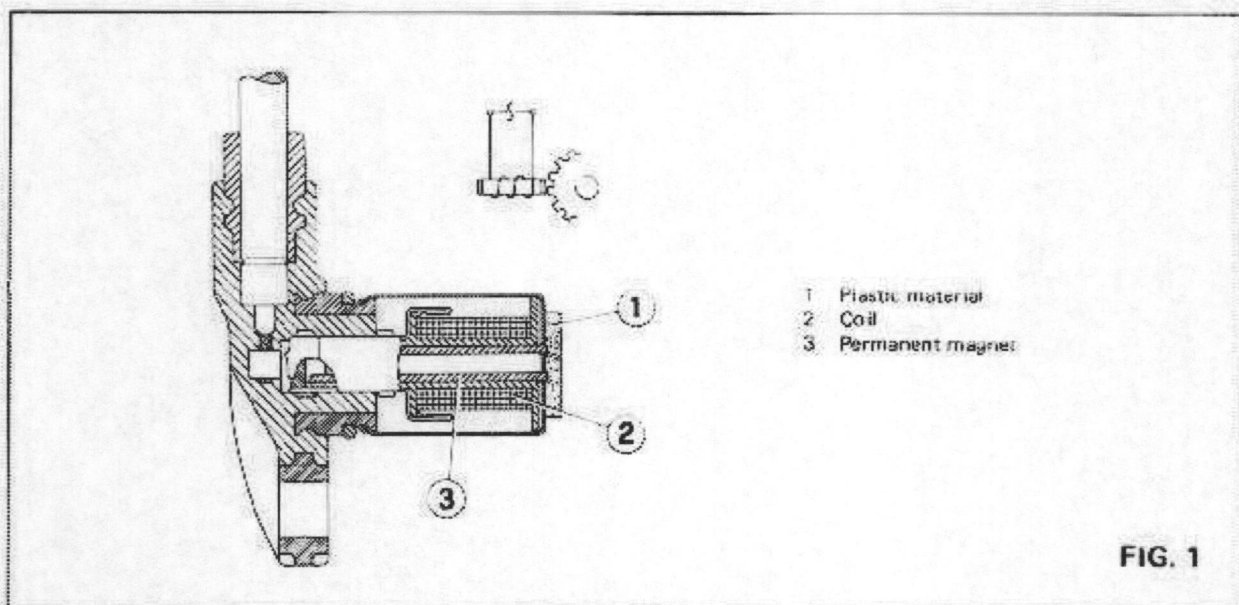 1
1 Plastic material
2 Coil
3 Permanent magnet
2
3
FIG. 1